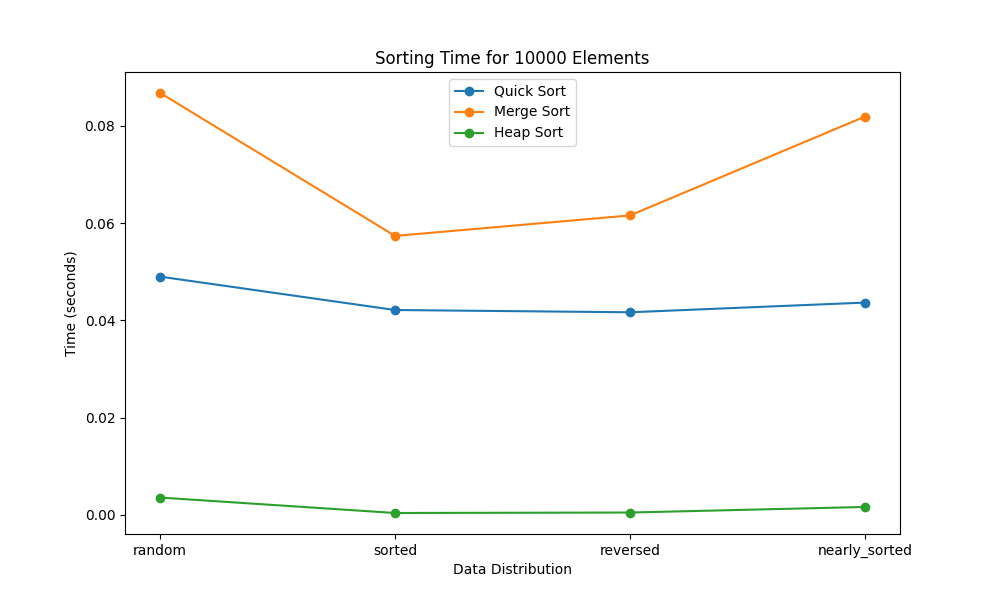 Sorting Time for 10000 Elements
Quick Sort
Merge Sort
Heap Sort
Time (seconds)
0.08
0.06
0.04
0.02
0.00
random sorted reversed nearly_sorted
Data Distribution